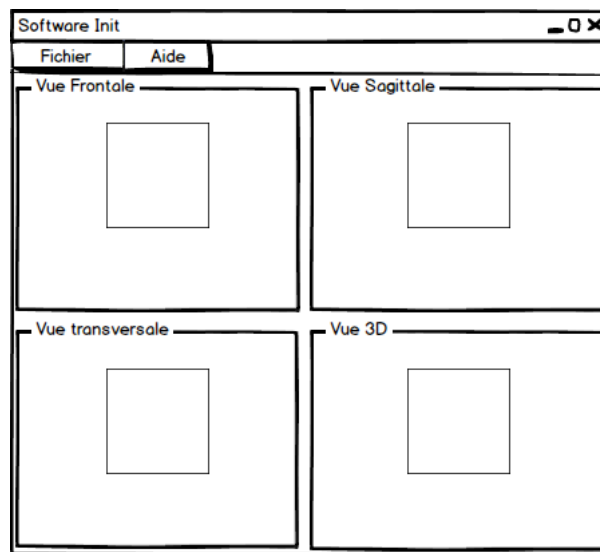 Software Init
Fichier Aide
Vue Frontale Vue Sagittale
Vue transversale Vue 3D